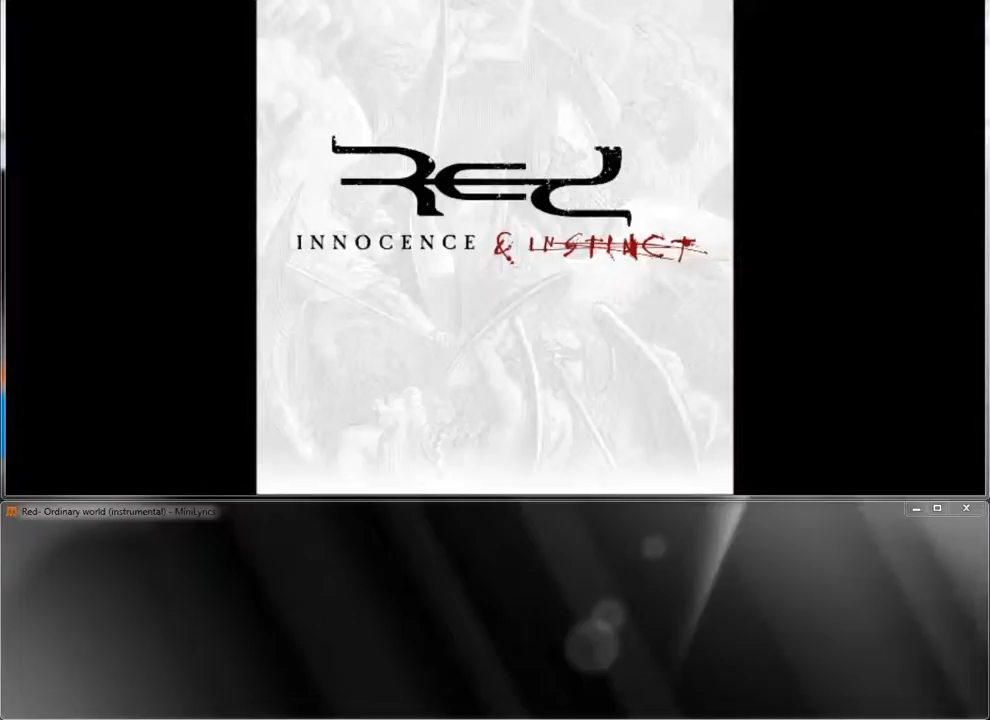 RED
INNOCENCE & INSTINCT
Red- Ordinary world (instrumental) - MiniLyrics